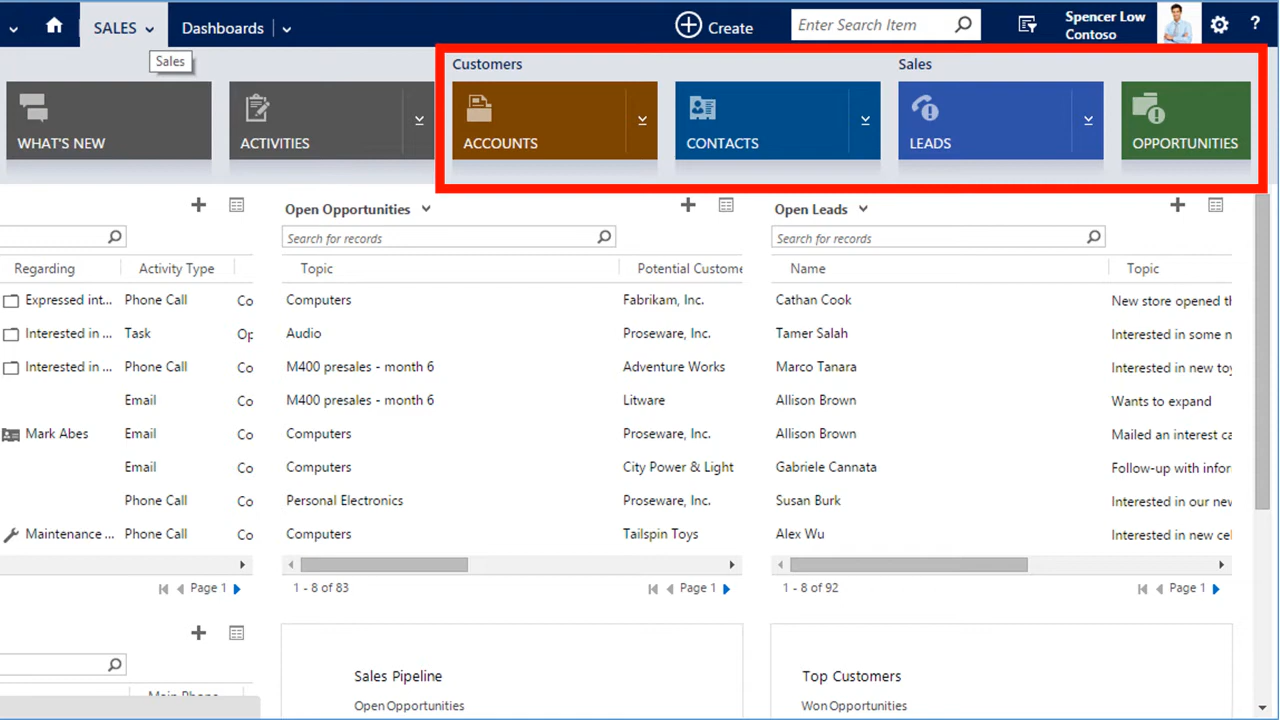 SALES
Dashboards
Create
Enter Search Item
Spencer Low
Contoso
?
Sales
Customers
Sales
WHAT'S NEW
ACTIVITIES
ACCOUNTS
CONTACTS
LEADS
OPPORTUNITIES
Open Opportunities
Open Leads
Search for records
Search for records
Regarding Activity Type
Expressed int... Phone Call Co
Interested in ... Task Op
Interested in ... Phone Call Co
Email Co
Mark Abes Email Co
Email Co
Phone Call Co
Maintenance ... Phone Call Co
Page 1
Topic Potential Custome
Computers Fabrikam, Inc.
Audio Proseware, Inc.
M400 presales - month 6 Adventure Works
M400 presales - month 6 Litware
Computers Proseware, Inc.
Computers City Power & Light
Personal Electronics Proseware, Inc.
Computers Tailspin Toys
1 - 8 of 83 Page 1
Name Topic
Cathan Cook New store opened th
Tamer Salah Interested in some n
Marco Tanara Interested in new toy
Allison Brown Wants to expand
Allison Brown Mailed an interest ca
Gabriele Cannata Follow-up with infor
Susan Burk Interested in our new
Alex Wu Interested in new cel
1 - 8 of 92 Page 1
Main Phone
Sales Pipeline
Open Opportunities
Top Customers
Won Opportunities